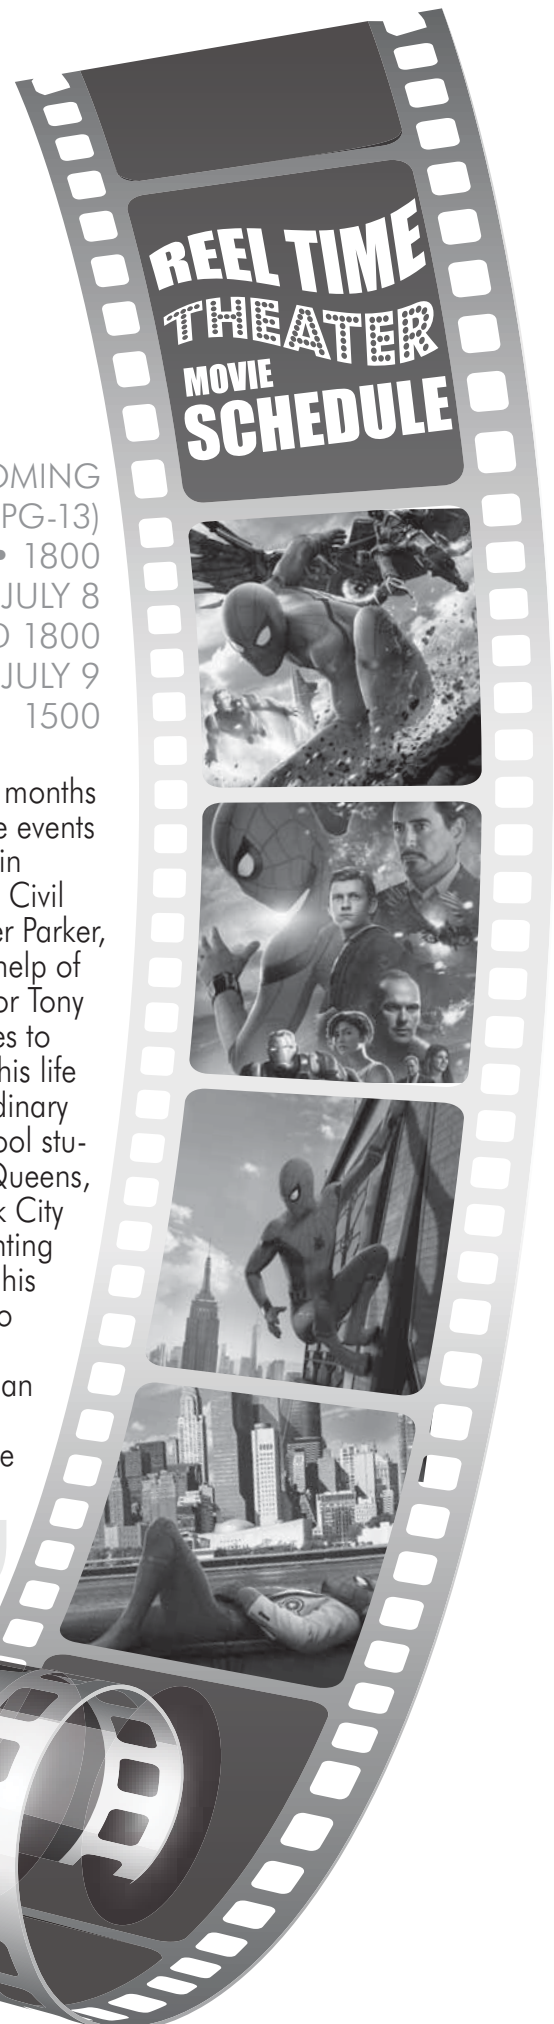 REEL TIME
THEATER
MOVIE
SCHEDULE
OMING
PG-13)
• 1800
JULY 8
D 1800
JULY 9
1500
months
e events
in
Civil
er Parker,
help of
or Tony
es to
his life
dinary
ool stu-
Queens,
k City
nting
his
o
an
e